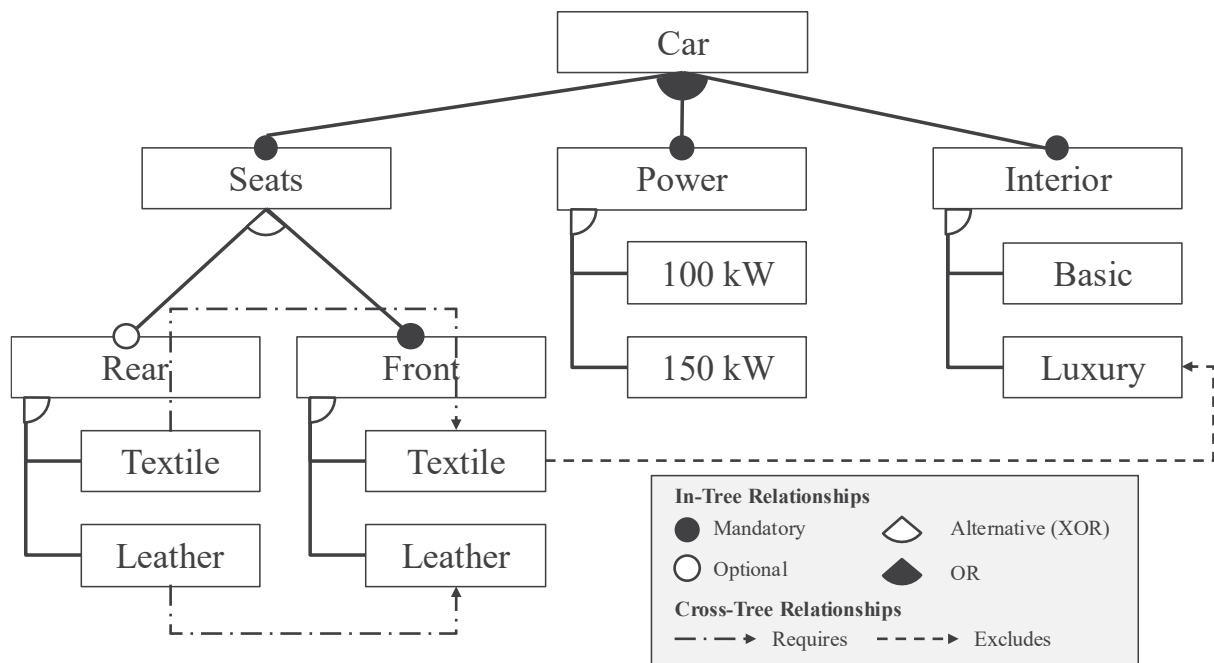 Car
Seats
Power
Interior
100 kW
Basic
Rear
Front
150 kW
Luxury
Textile
Textile
Leather
Leather
In-Tree Relationships
Mandatory
Alternative (XOR)
Optional
OR
Cross-Tree Relationships
Requires
Excludes